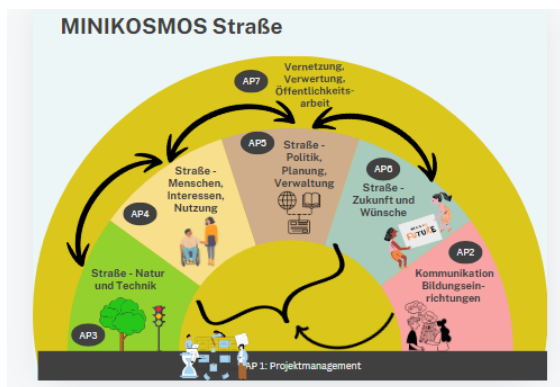 MINIKOSMOS Straße
AP7
Vernetzung,
Verwertung,
Öffentlichkeits-
arbeit
AP5
Straße -
Politik,
Planung,
Verwaltung
AP4
Straße -
Menschen,
Interessen,
Nutzung
AP6
Straße -
Zukunft und
Wünsche
FUTURE
AP3
Straße - Natur
und Technik
AP2
Kommunikation
Bildungsein-
richtungen
AP 1: Projektmanagement